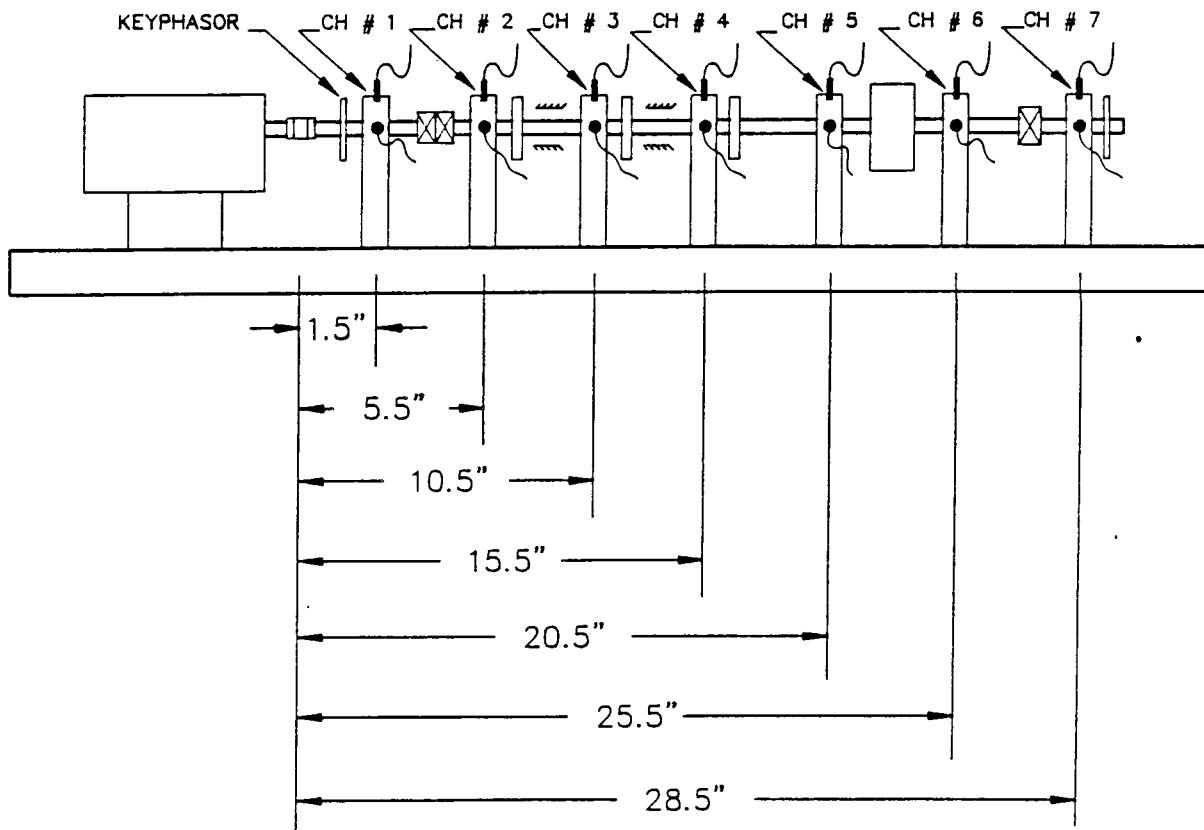 KEYPHASOR
CH # 1
CH # 2
CH # 3
CH # 4
CH # 5
CH # 6
CH # 7
1.5"
5.5"
10.5"
15.5"
20.5"
25.5"
28.5"